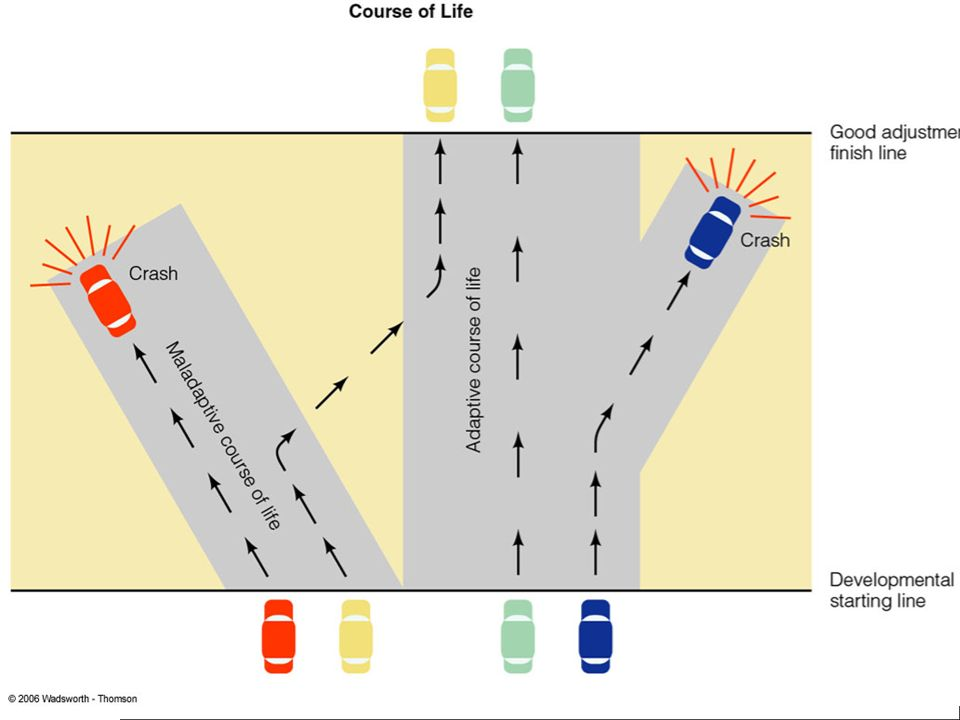 Course of Life
Good adjustme
finish line
Crash
Crash
Maladaptive course of life
Adaptive course of life
Developmental
starting line
© 2006 Wadsworth - Thomson